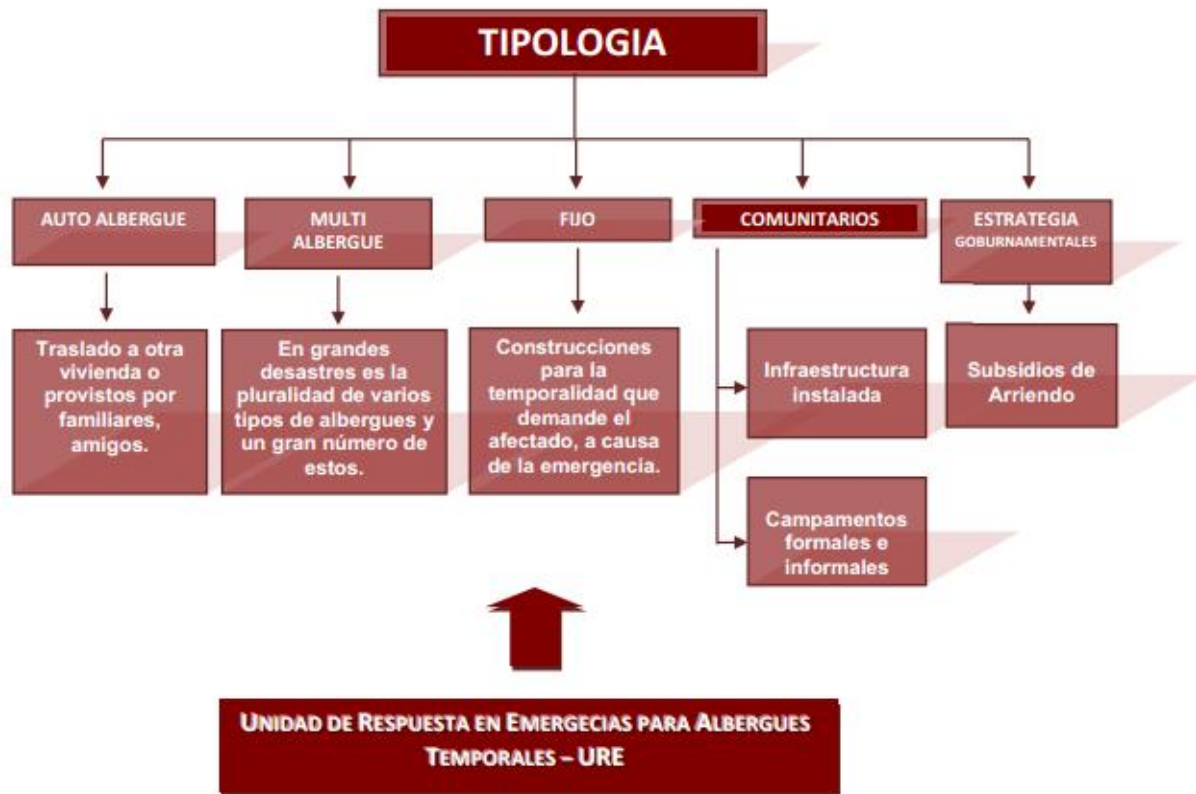 TIPOLOGIA
AUTO ALBERGUE
MULTI
ALBERGUE
FIJO
COMUNITARIOS
ESTRATEGIA
GOBURNAMENTALES
Traslado a otra
vivienda o
provistos por
familiares,
amigos.
En grandes
desastres es la
pluralidad de varios
tipos de albergues y
un gran número de
estos.
Construcciones
para la
temporalidad que
demande el
afectado, a causa
de la emergencia.
Infraestructura
instalada
Subsidios de
Arriendo
Campamentos
formales e
informales
UNIDAD DE RESPUESTA EN EMERGECIAS PARA ALBERGUES
TEMPORALES – URE